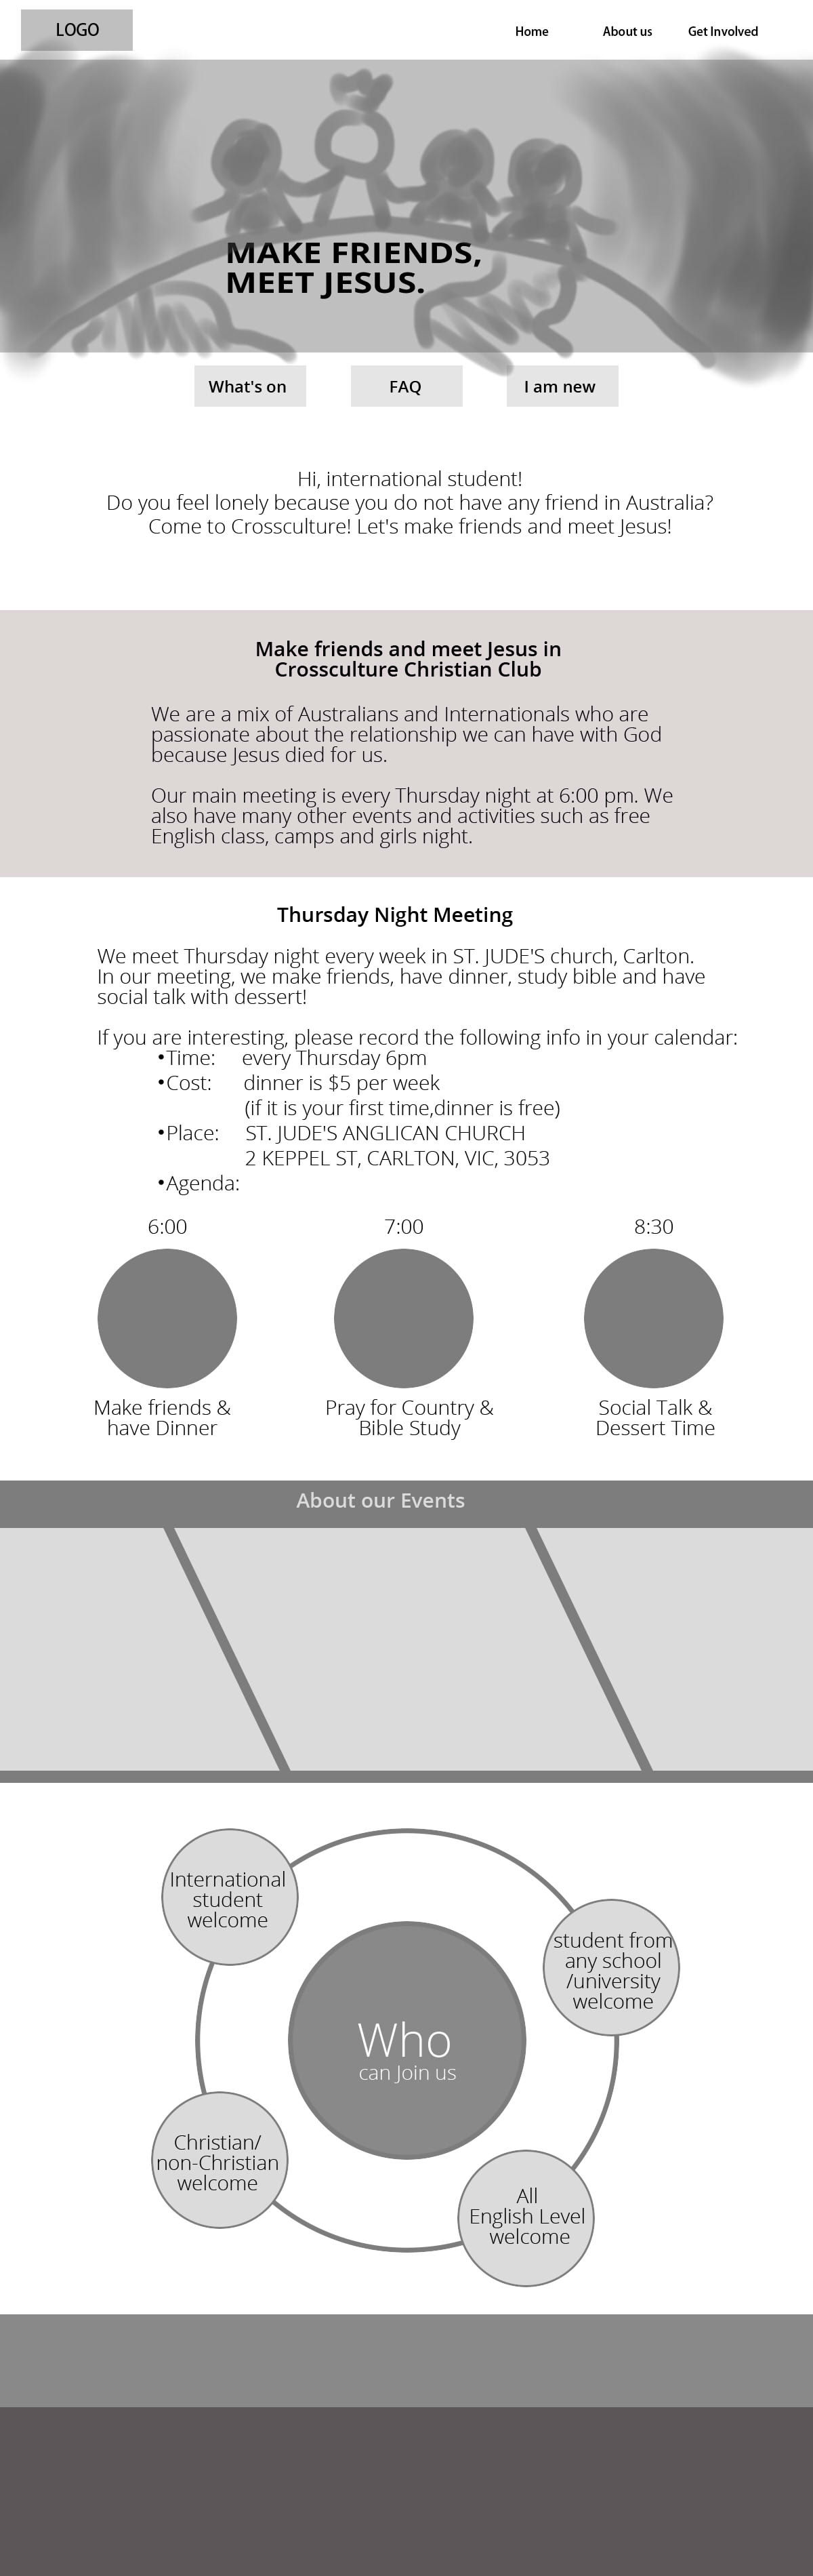 LOGO
Home
About us
Get Involved
MAKE FRIENDS,
MEET JESUS.
What's on
FAQ
I am new
Hi, international student!
Do you feel lonely because you do not have any friend in Australia?
Come to Crossculture! Let's make friends and meet Jesus!
Make friends and meet Jesus in
Crossculture Christian Club
We are a mix of Australians and Internationals who are
passionate about the relationship we can have with God
because Jesus died for us.
Our main meeting is every Thursday night at 6:00 pm. We
also have many other events and activities such as free
English class, camps and girls night.
Thursday Night Meeting
We meet Thursday night every week in ST. JUDE'S church, Carlton.
In our meeting, we make friends, have dinner, study bible and have
social talk with dessert!
If you are interesting, please record the following info in your calendar:
•Time: every Thursday 6pm
•Cost: dinner is $5 per week
(if it is your first time,dinner is free)
•Place: ST. JUDE'S ANGLICAN CHURCH
2 KEPPEL ST, CARLTON, VIC, 3053
•Agenda:
6:00
7:00
8:30
Make friends &
have Dinner
Pray for Country &
Bible Study
Social Talk &
Dessert Time
About our Events
International
student
welcome
student from
any school
/university
welcome
Who
can Join us
Christian/
non-Christian
welcome
All
English Level
welcome